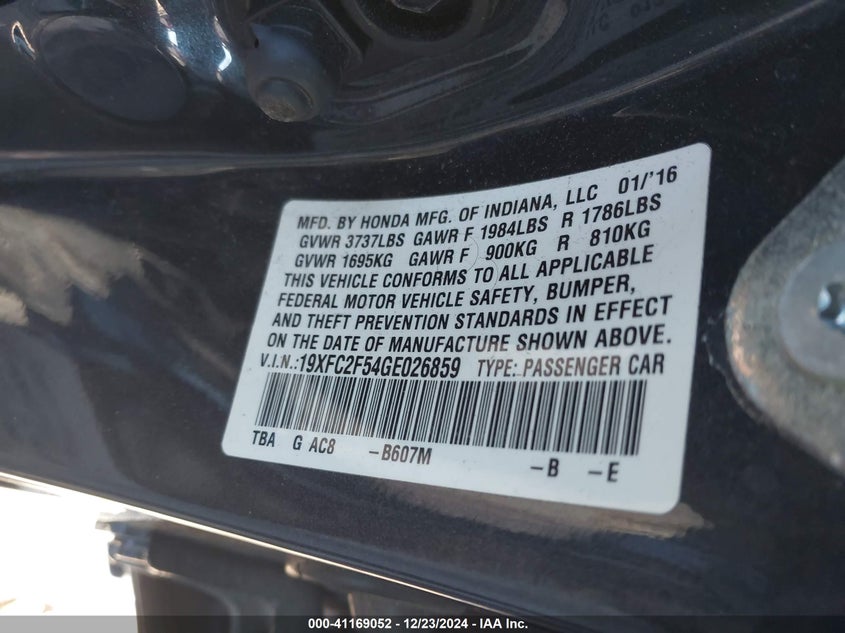 MFD. BY HONDA MFG. OF INDIANA, LLC 01/'16
GVWR 3737LBS GAWR F 1984LBS R 1786LBS
GVWR 1695KG GAWR F 900KG R 810KG
THIS VEHICLE CONFORMS TO ALL APPLICABLE
FEDERAL MOTOR VEHICLE SAFETY, BUMPER,
AND THEFT PREVENTION STANDARDS IN EFFECT
ON THE DATE OF MANUFACTURE SHOWN ABOVE.
V.I.N.:19XFC2F54GE026859 TYPE: PASSENGER CAR
TBA G AC8 -B607M -B -E
000-41169052 - 12/23/2024 - IAA Inc.